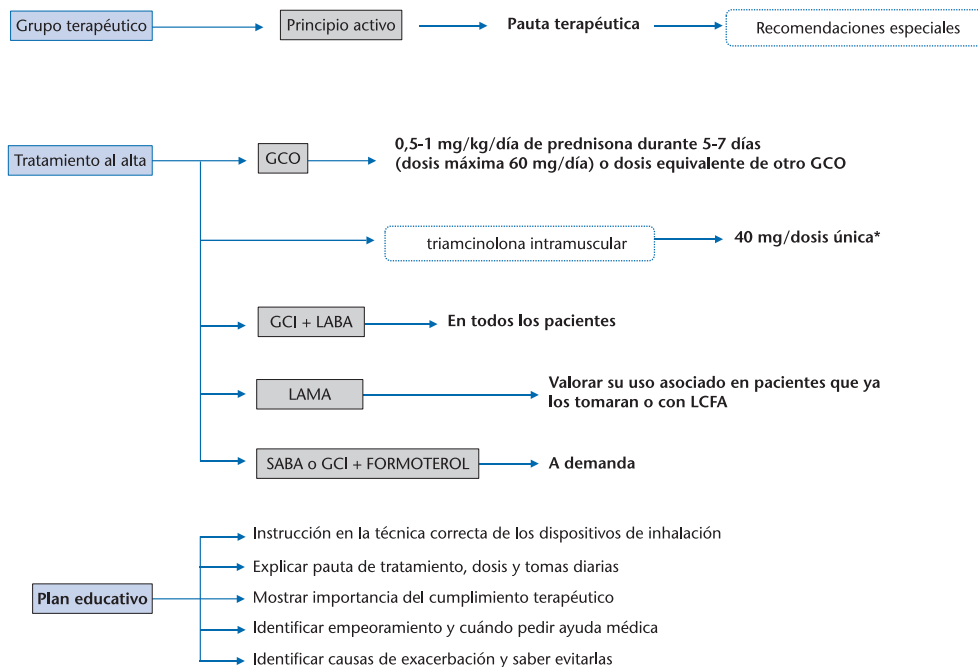 Grupo terapéutico
Principio activo
Pauta terapéutica
Recomendaciones especiales
Tratamiento al alta
GCO
0,5-1 mg/kg/día de prednisona durante 5-7 días
(dosis máxima 60 mg/día) o dosis equivalente de otro GCO
triamcinolona intramuscular
40 mg/dosis única*
GCI + LABA
En todos los pacientes
LAMA
Valorar su uso asociado en pacientes que ya
los tomaran o con LCFA
SABA o GCI + FORMOTEROL
A demanda
Plan educativo
Instrucción en la técnica correcta de los dispositivos de inhalación
Explicar pauta de tratamiento, dosis y tomas diarias
Mostrar importancia del cumplimiento terapéutico
Identificar empeoramiento y cuándo pedir ayuda médica
Identificar causas de exacerbación y saber evitarlas